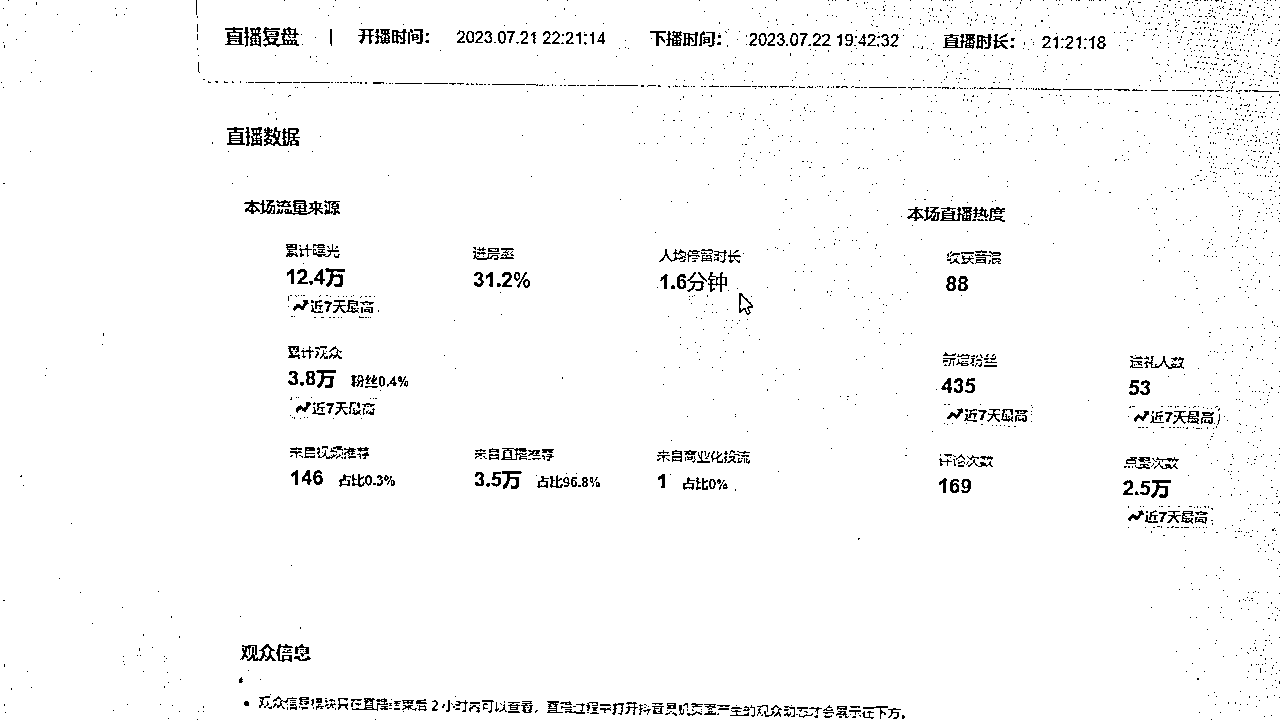 直播复盘 | 开播时间： 2023.07.21 22:21:14 下播时间： 2023.07.22 19:42:32 直播时长： 21:21:18
直播数据
本场流量来源
累计曝光 进房率 人均停留时长
12.4万 31.2% 1.6分钟
近7天最高
累计观众
3.8万 粉丝0.4%
近7天最高
来自视频推荐 来自直播推荐 来自商业化投流
146 占比0.3% 3.5万 占比96.8% 1 占比0%
本场直播热度
收获音浪
88
新增粉丝 送礼人数
435 53
近7天最高 近7天最高
评论次数 点赞次数
169 2.5万
近7天最高
观众信息
• 观众信息模块只在直播结束后2小时内可以查看，直播过程中打开抖音灵机页面产生的观众动态才会展示在下方。